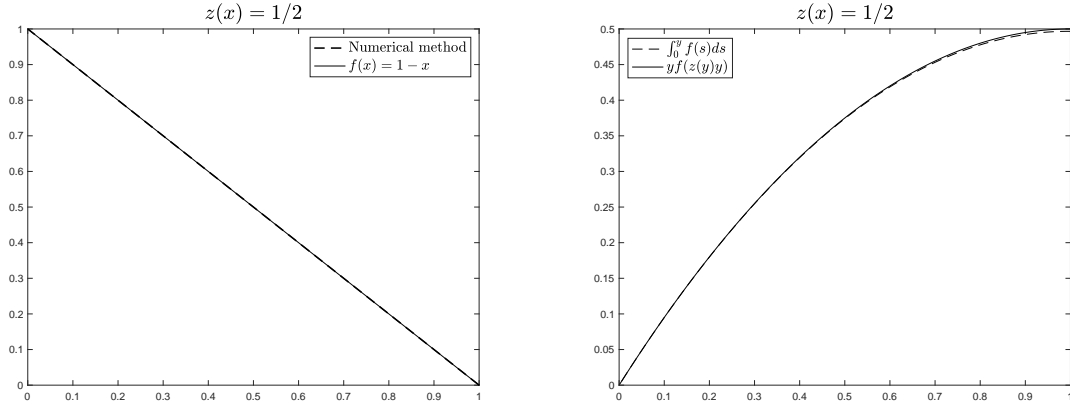 z(x) = 1/2
1
0.9
0.8
0.7
0.6
0.5
0.4
0.3
0.2
0.1
0
0 0.1 0.2 0.3 0.4 0.5 0.6 0.7 0.8 0.9 1
Numerical method
f(x) = 1 − x
z(x) = 1/2
0.5
0.45
0.4
0.35
0.3
0.25
0.2
0.15
0.1
0.05
0
0 0.1 0.2 0.3 0.4 0.5 0.6 0.7 0.8 0.9 1
∫₀ʸ f(s)ds
yf(z(y)y)